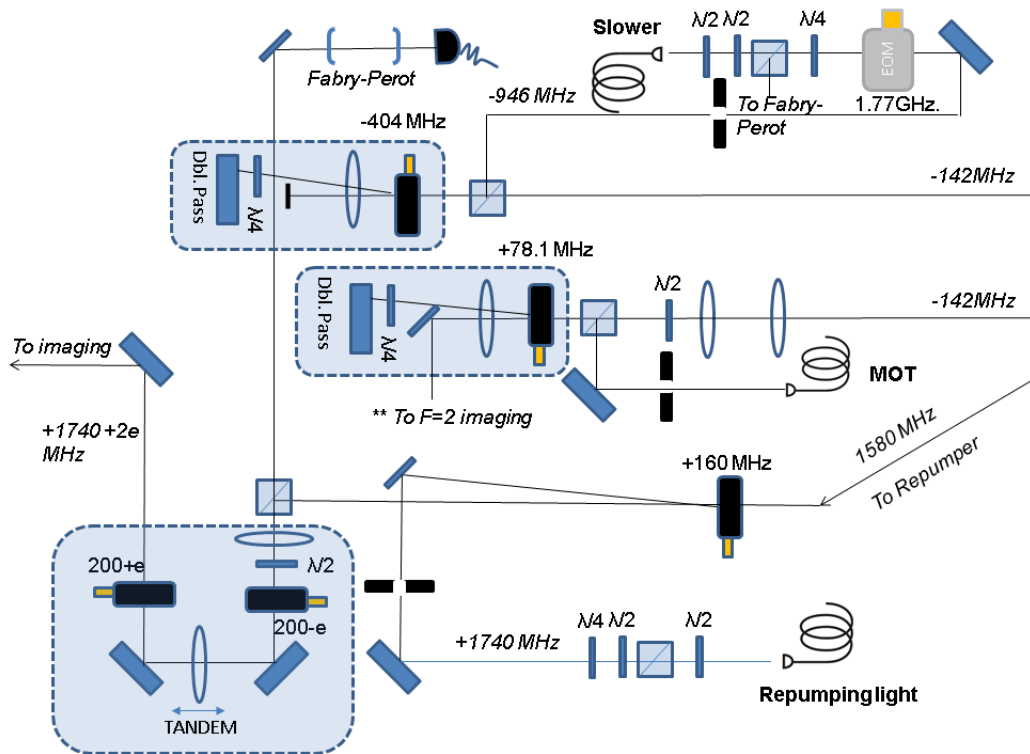 Slower
λ/2
λ/2
λ/4
EOM
Fabry-Perot
-946 MHz
To Fabry-
Perot
1.77GHz.
-404 MHz
Dbl. Pass
λ/4
-142MHz
+78.1 MHz
Dbl. Pass
λ/4
λ/2
-142MHz
To imaging
MOT
** To F=2 imaging
+1740 +2e
MHz
1580 MHz
To Repumper
+160 MHz
200+e
λ/2
200-e
TANDEM
+1740 MHz
λ/4
λ/2
λ/2
Repumping light